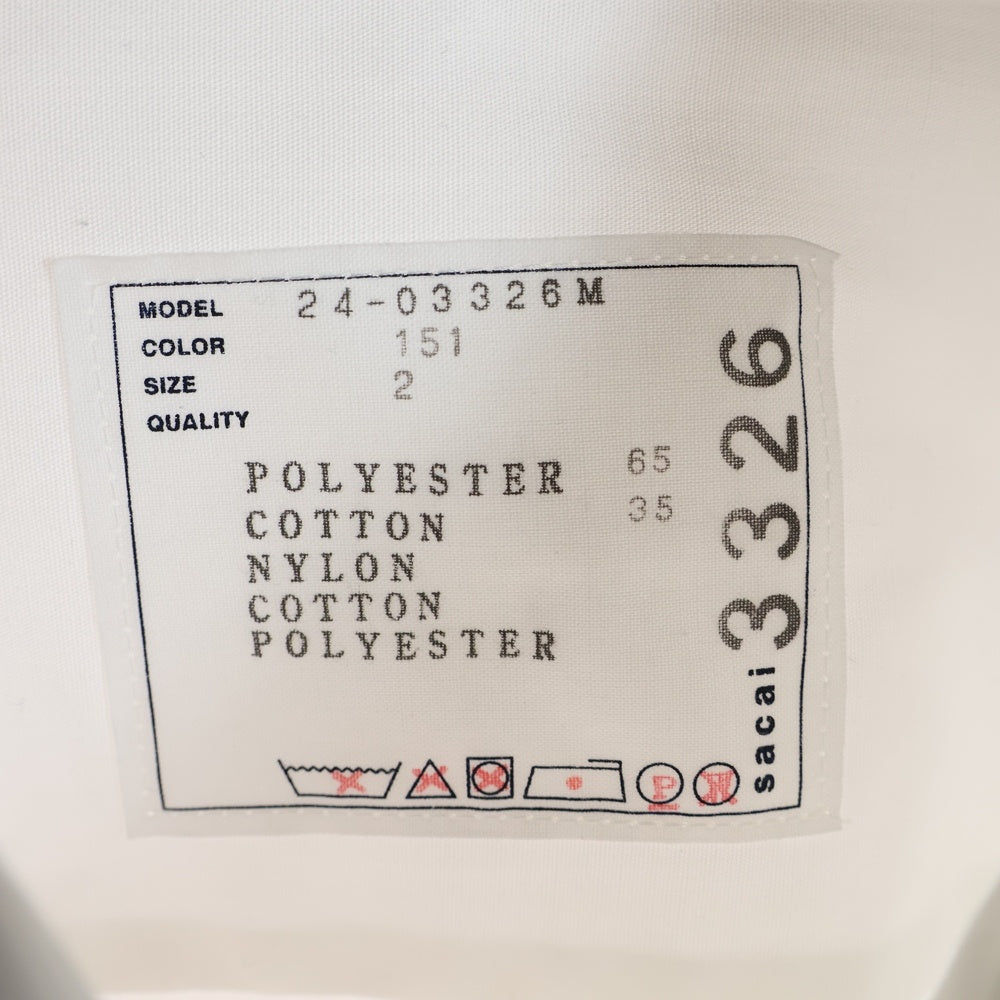 MODEL 24-03326M
COLOR 151
SIZE 2
QUALITY
POLYESTER 65
COTTON 35
NYLON
COTTON
POLYESTER
P
W
sacai 3326